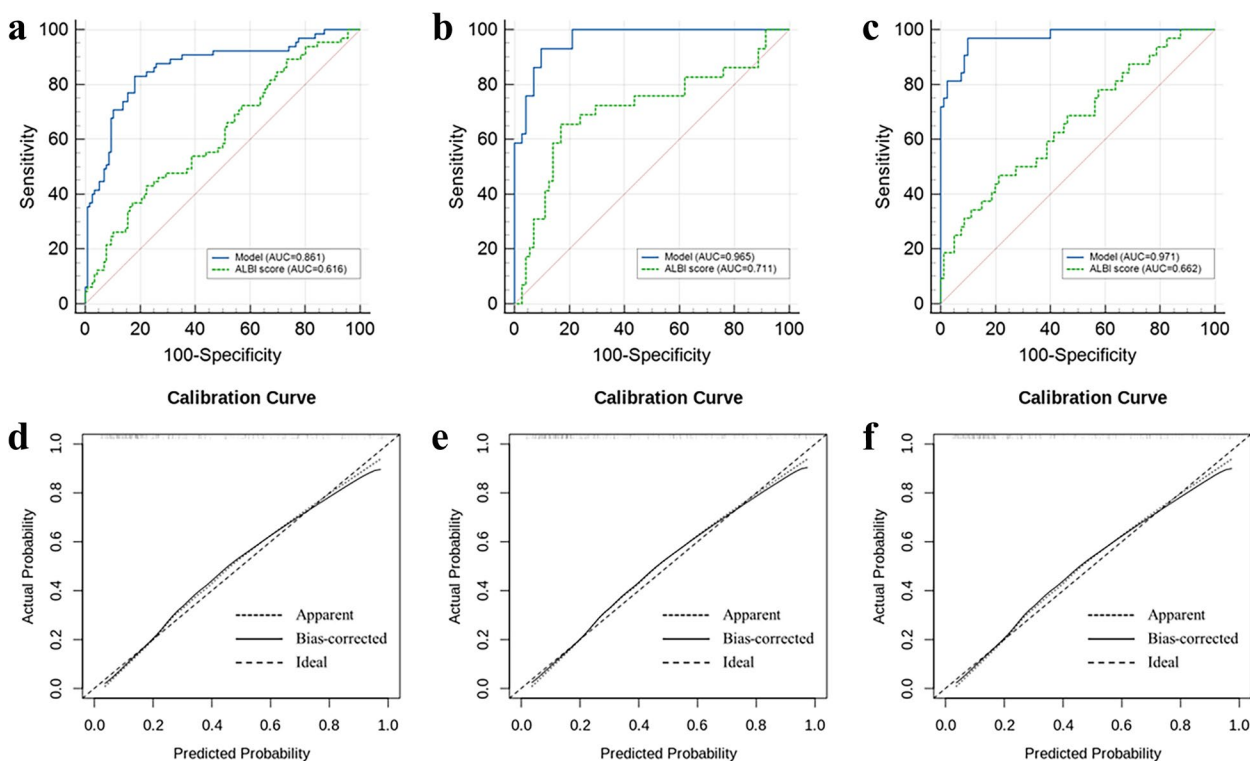 a
100
80
60
40
20
0
Sensitivity
Model (AUC=0.861)
ALBI score (AUC=0.616)
0 20 40 60 80 100
100-Specificity
b
100
80
60
40
20
0
Sensitivity
Model (AUC=0.965)
ALBI score (AUC=0.711)
0 20 40 60 80 100
100-Specificity
c
100
80
60
40
20
0
Sensitivity
Model (AUC=0.971)
ALBI score (AUC=0.662)
0 20 40 60 80 100
100-Specificity
d
Calibration Curve
1.0
0.8
0.6
0.4
0.2
0.0
Actual Probability
Apparent
Bias-corrected
Ideal
0.0 0.2 0.4 0.6 0.8 1.0
Predicted Probability
e
Calibration Curve
1.0
0.8
0.6
0.4
0.2
0.0
Actual Probability
Apparent
Bias-corrected
Ideal
0.0 0.2 0.4 0.6 0.8 1.0
Predicted Probability
f
Calibration Curve
1.0
0.8
0.6
0.4
0.2
0.0
Actual Probability
Apparent
Bias-corrected
Ideal
0.0 0.2 0.4 0.6 0.8 1.0
Predicted Probability